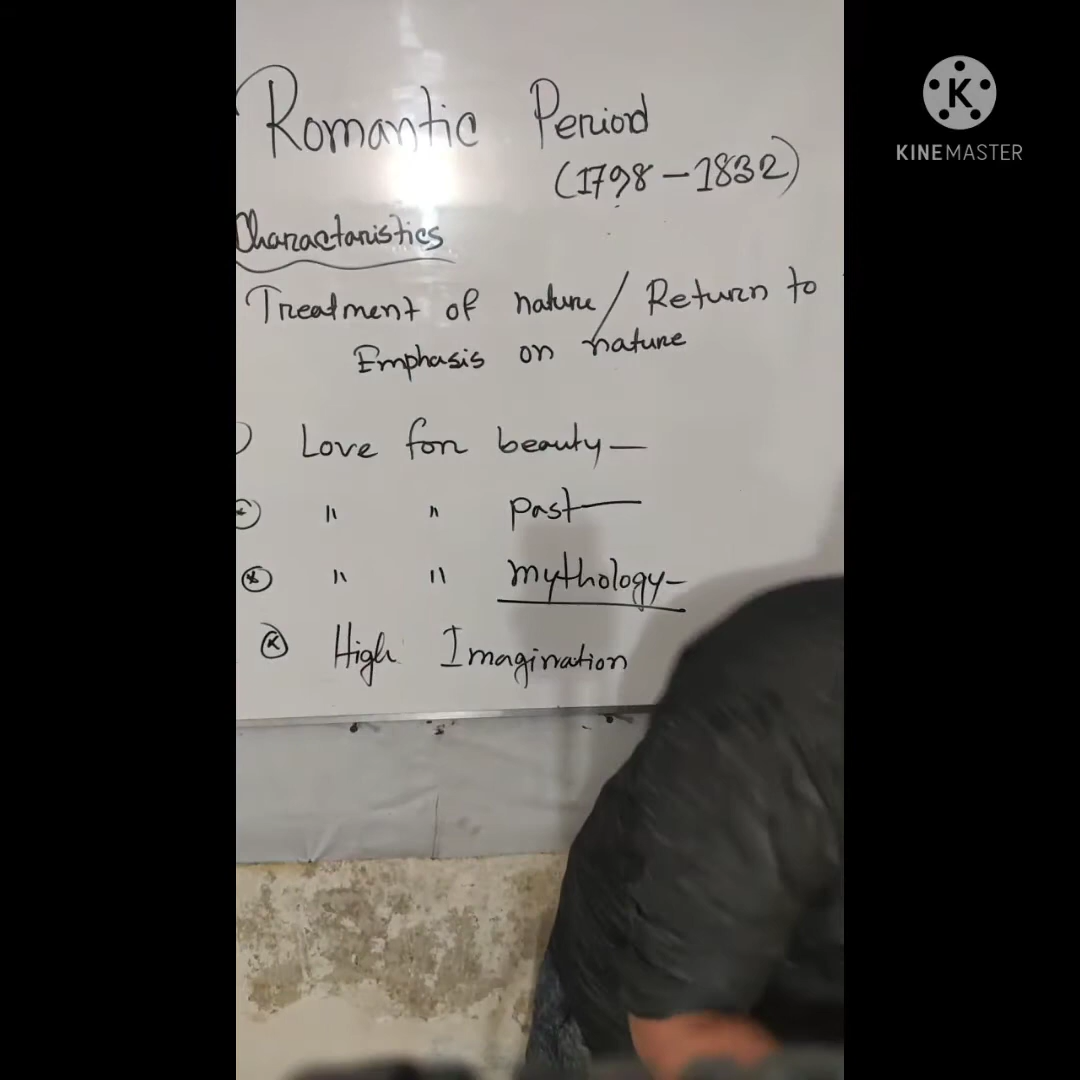 Romantic Period
(1798-1832)
Charactaristics
Treatment of nature/ Return to
Emphasis on nature
Love for beauty—
" " past—
" " mythology—
High Imagination
K
KINEMASTER